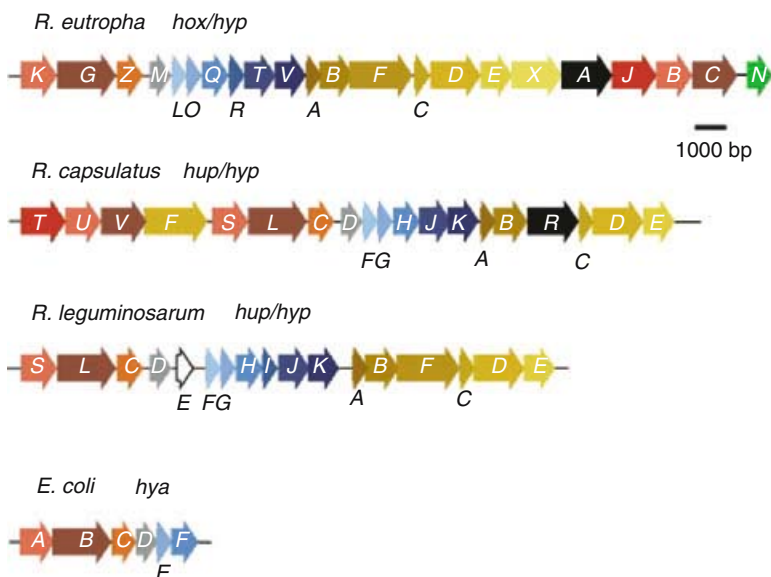 R. eutropha hox/hyp
K G Z M Q T V B F D E X A J B C N
LO R A C
1000 bp
R. capsulatus hup/hyp
T U V F S L C D H J K B R D E
FG A C
R. leguminosarum hup/hyp
S L C D H I J K B F D E
E FG A C
E. coli hya
A B C D F
E